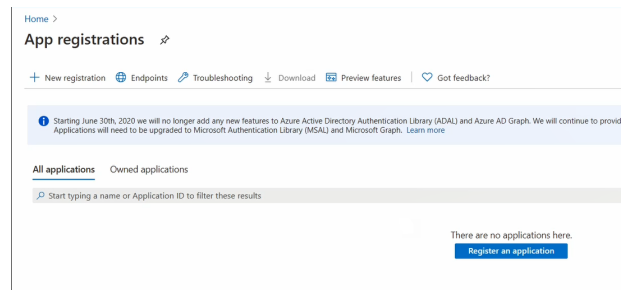 Home >
App registrations
New registration Endpoints Troubleshooting Download Preview features Got feedback?
Starting June 30th, 2020 we will no longer add any new features to Azure Active Directory Authentication Library (ADAL) and Azure AD Graph. We will continue to provid
Applications will need to be upgraded to Microsoft Authentication Library (MSAL) and Microsoft Graph. Learn more
All applications Owned applications
Start typing a name or Application ID to filter these results
There are no applications here.
Register an application